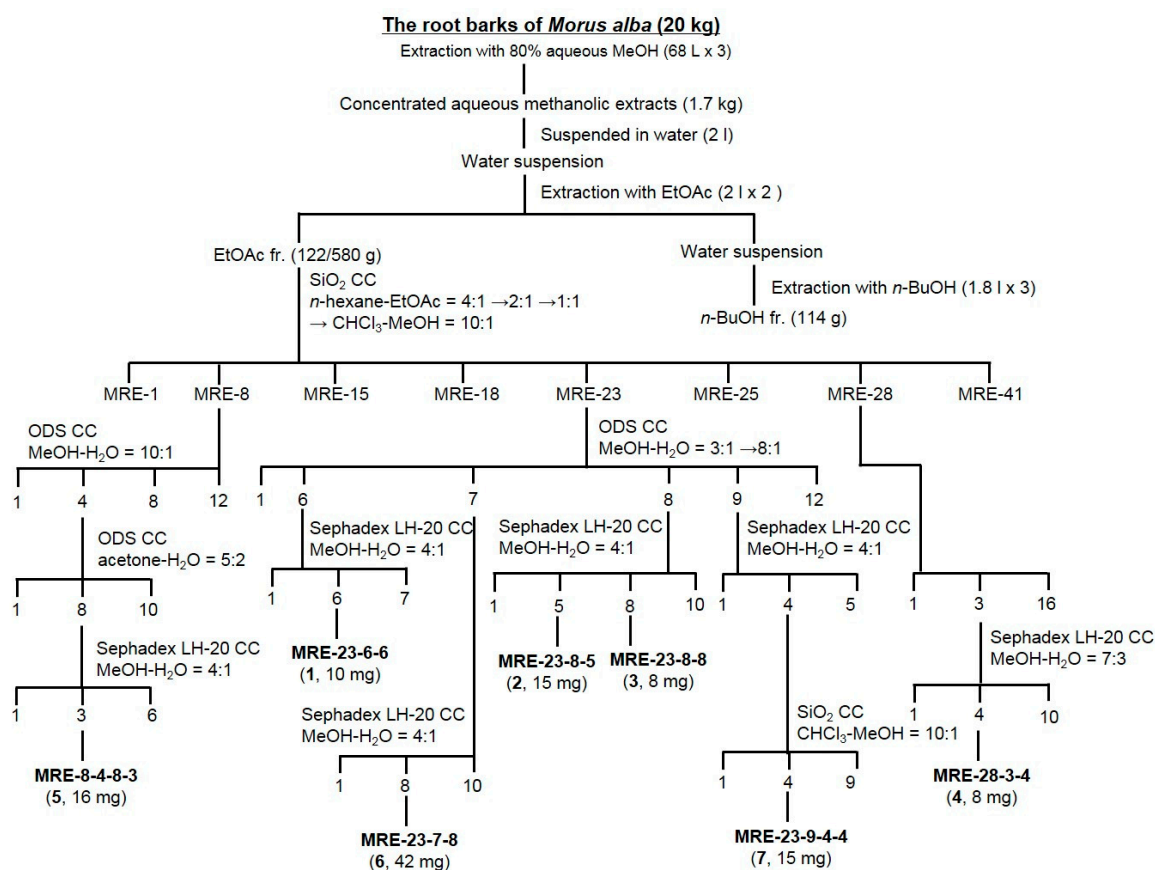 The root barks of Morus alba (20 kg)
Extraction with 80% aqueous MeOH (68 L x 3)
Concentrated aqueous methanolic extracts (1.7 kg)
Suspended in water (2 l)
Water suspension
Extraction with EtOAc (2 l x 2 )
EtOAc fr. (122/580 g)
SiO₂ CC
n-hexane-EtOAc = 4:1 →2:1 →1:1
→ CHCl₃-MeOH = 10:1
Water suspension
Extraction with n-BuOH (1.8 l x 3)
n-BuOH fr. (114 g)
MRE-1 MRE-8 MRE-15 MRE-18 MRE-23 MRE-25 MRE-28 MRE-41
ODS CC
MeOH-H₂O = 10:1
1 4 8 12
ODS CC
acetone-H₂O = 5:2
1 8 10
Sephadex LH-20 CC
MeOH-H₂O = 4:1
1 3 6
MRE-8-4-8-3
(5, 16 mg)
ODS CC
MeOH-H₂O = 3:1 →8:1
1 6 7 8 9 12
Sephadex LH-20 CC
MeOH-H₂O = 4:1
1 6 7
MRE-23-6-6
(1, 10 mg)
Sephadex LH-20 CC
MeOH-H₂O = 4:1
1 8 10
MRE-23-7-8
(6, 42 mg)
Sephadex LH-20 CC
MeOH-H₂O = 4:1
1 5 8 10
MRE-23-8-5
(2, 15 mg)
MRE-23-8-8
(3, 8 mg)
Sephadex LH-20 CC
MeOH-H₂O = 4:1
1 4 5
SiO₂ CC
CHCl₃-MeOH = 10:1
1 4 9
MRE-23-9-4-4
(7, 15 mg)
1 3 16
Sephadex LH-20 CC
MeOH-H₂O = 7:3
1 4 10
MRE-28-3-4
(4, 8 mg)